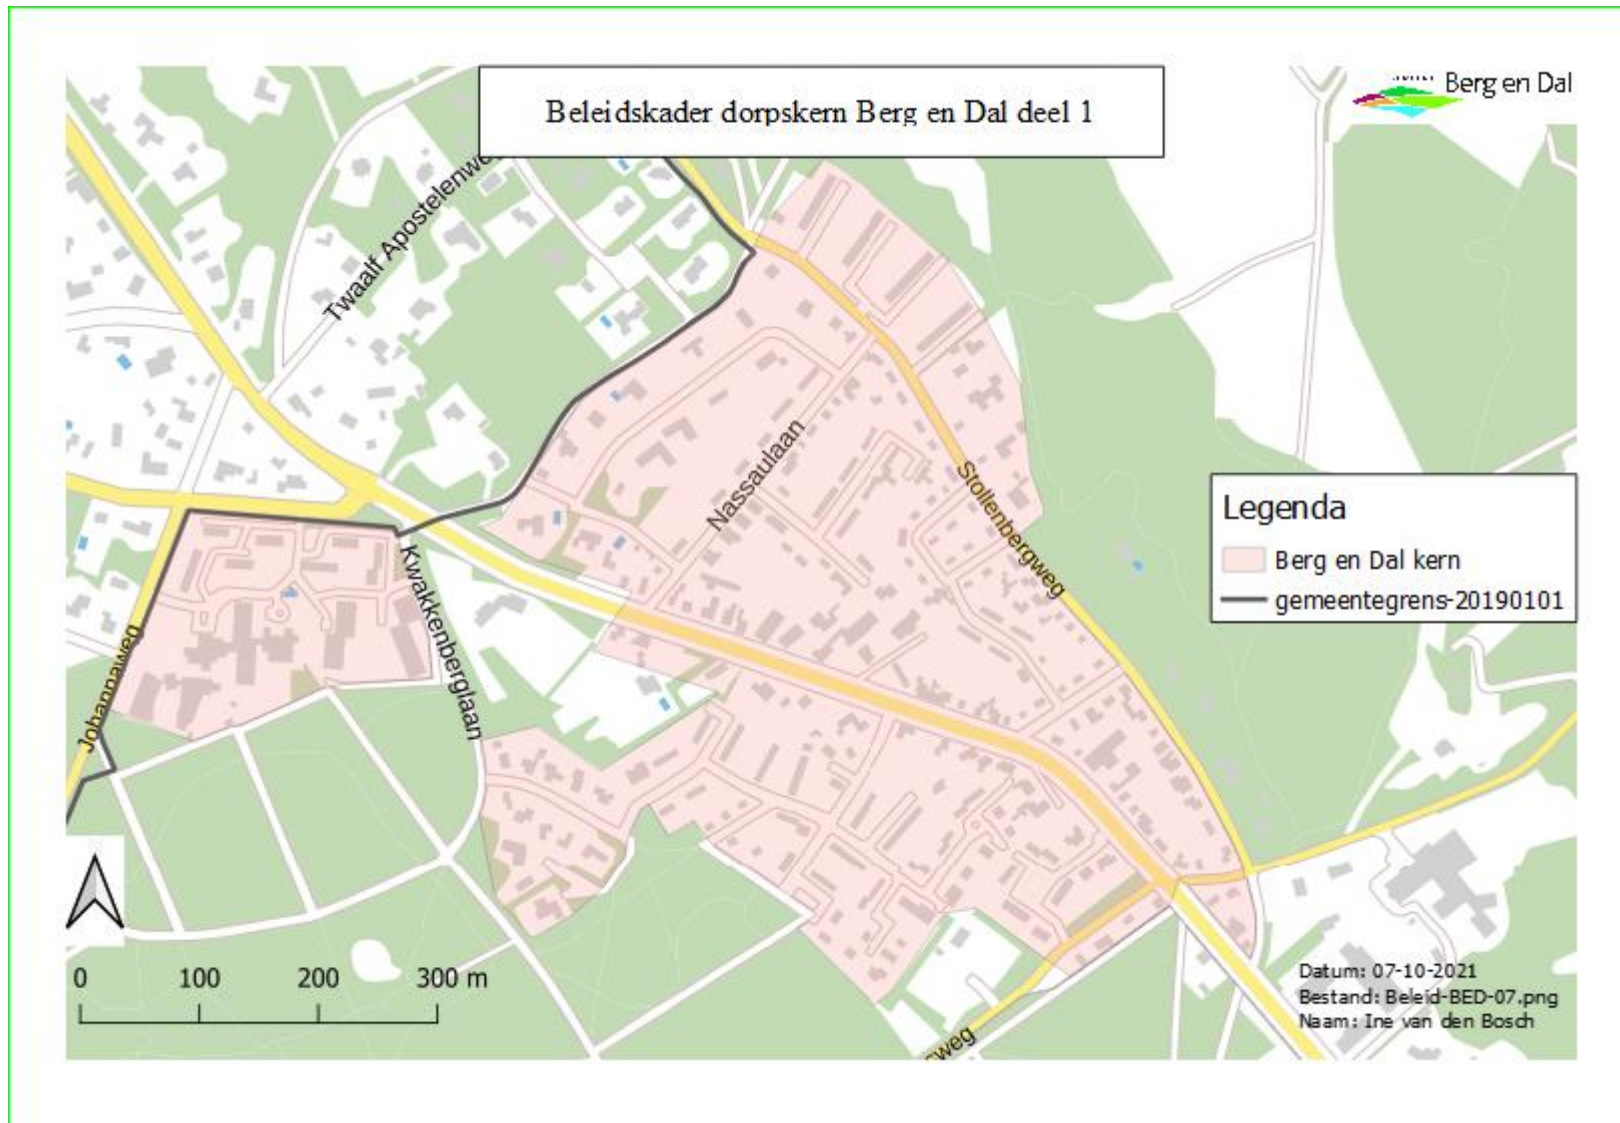 Beleidskader dorpskern Berg en Dal deel 1
Berg en Dal
Twaalf Apostelenwe
Nassaulaan
Stollenbergweg
Legenda
Berg en Dal kern
gemeentegrens-20190101
Kwakkenberglaan
Johannaweg
0 100 200 300 m
Datum: 07-10-2021
Bestand: Beleid-BED-07.png
Naam: Ine van den Bosch
sweg